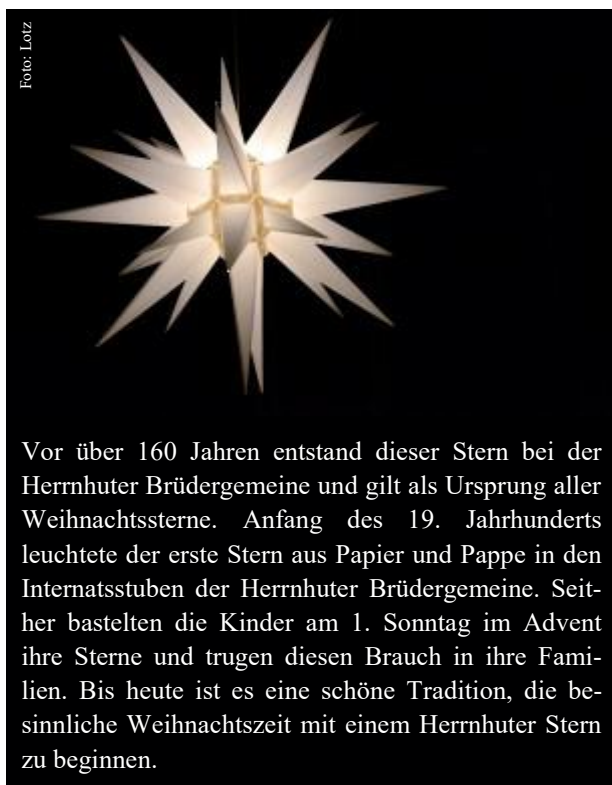 Foto: Lotz
Vor über 160 Jahren entstand dieser Stern bei der
Herrnhuter Brüdergemeine und gilt als Ursprung aller
Weihnachtssterne. Anfang des 19. Jahrhunderts
leuchtete der erste Stern aus Papier und Pappe in den
Internatsstuben der Herrnhuter Brüdergemeine. Seit-
her bastelten die Kinder am 1. Sonntag im Advent
ihre Sterne und trugen diesen Brauch in ihre Fami-
lien. Bis heute ist es eine schöne Tradition, die be-
sinnliche Weihnachtszeit mit einem Herrnhuter Stern
zu beginnen.